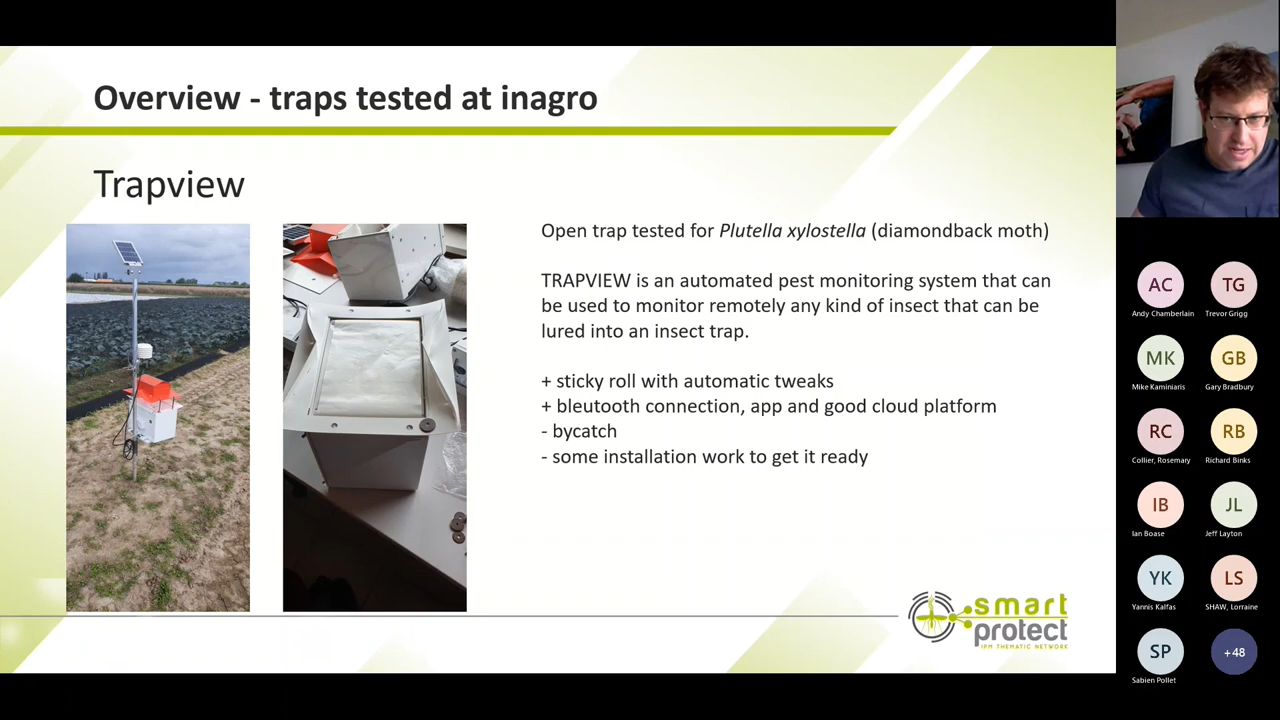 Overview - traps tested at inagro
Trapview
Open trap tested for Plutella xylostella (diamondback moth)
TRAPVIEW is an automated pest monitoring system that can
be used to monitor remotely any kind of insect that can be
lured into an insect trap.
+ sticky roll with automatic tweaks
+ bleutooth connection, app and good cloud platform
- bycatch
- some installation work to get it ready
smart
protect
IPM THEMATIC NETWORK
AC
Andy Chamberlain
TG
Trevor Grigg
MK
Mike Kaminiaris
GB
Gary Bradbury
RC
Collier, Rosemary
RB
Richard Binks
IB
Ian Boase
JL
Jeff Layton
YK
Yannis Kalfas
LS
SHAW, Lorraine
SP
Sabien Pollet
+48